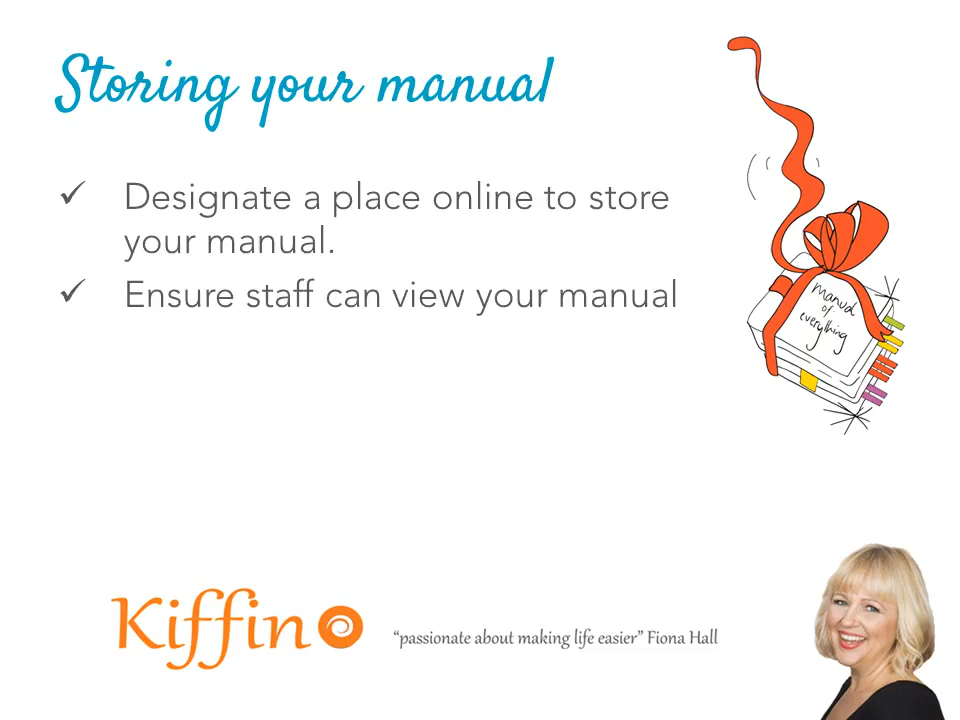 Storing your manual
Designate a place online to store
your manual.
Ensure staff can view your manual
manual
of
everything
Kiffin
“passionate about making life easier” Fiona Hall